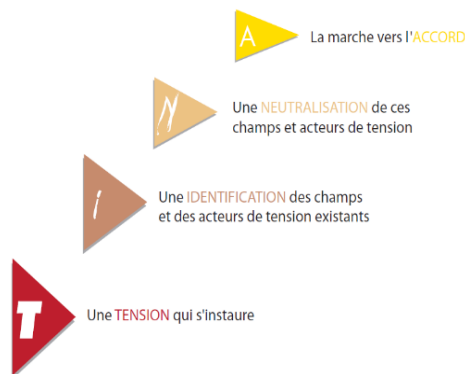 A
La marche vers l'ACCORD
N
Une NEUTRALISATION de ces
champs et acteurs de tension
i
Une IDENTIFICATION des champs
et des acteurs de tension existants
T
Une TENSION qui s'instaure